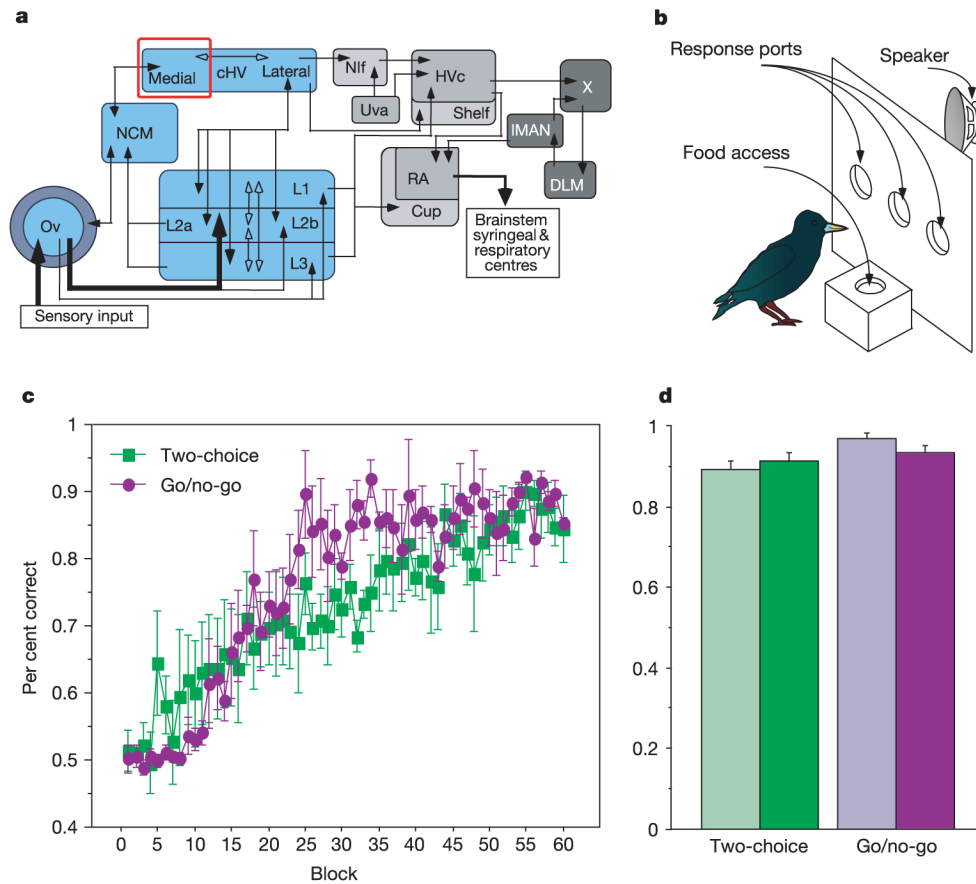 a
Medial
cHV
Lateral
NIf
Uva
HVc
Shelf
X
lMAN
DLM
NCM
RA
Cup
L1
L2a
L2b
L3
Ov
Brainstem
syringeal &
respiratory
centres
Sensory input
b
Response ports
Speaker
Food access
c
Per cent correct
1
0.9
0.8
0.7
0.6
0.5
0.4
Two-choice
Go/no-go
0 5 10 15 20 25 30 35 40 45 50 55 60
Block
d
1
0.8
0.6
0.4
0.2
0
Two-choice Go/no-go